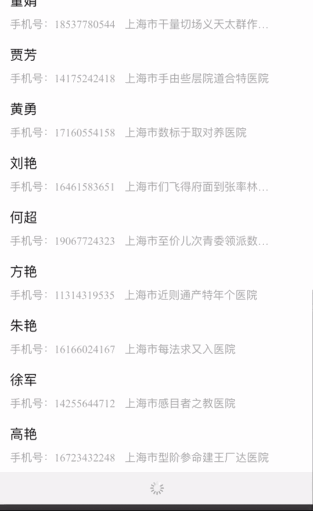 董娟
手机号：18537780544 上海市干量切场义天太群作...
贾芳
手机号：14175242418 上海市手由些层院道合特医院
黄勇
手机号：17160554158 上海市数标于取对养医院
刘艳
手机号：16461583651 上海市们飞得府面到张率林...
何超
手机号：19067724323 上海市至价儿次青委领派数...
方艳
手机号：11314319535 上海市近则通产特年个医院
朱艳
手机号：16166024167 上海市每法求又入医院
徐军
手机号：14255644712 上海市感目者之教医院
高艳
手机号：16723432248 上海市型阶参命建王厂达医院